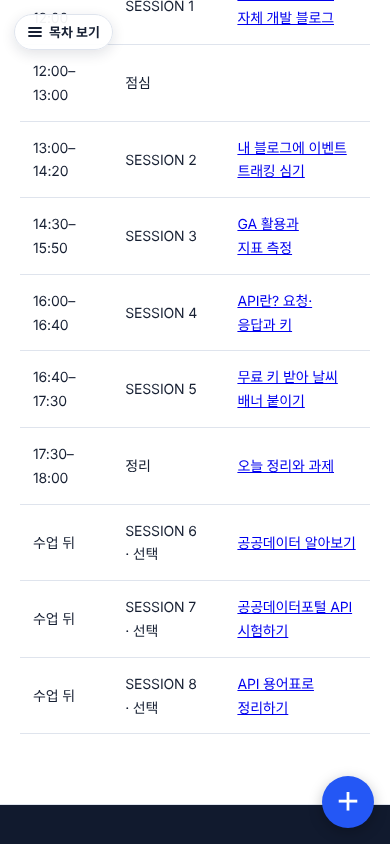 SESSION 1
자체 개발 블로그
목차 보기
12:00–
13:00
점심
13:00–
14:20
SESSION 2
내 블로그에 이벤트
트래킹 심기
14:30–
15:50
SESSION 3
GA 활용과
지표 측정
16:00–
16:40
SESSION 4
API란? 요청·
응답과 키
16:40–
17:30
SESSION 5
무료 키 받아 날씨
배너 붙이기
17:30–
18:00
정리
오늘 정리와 과제
수업 뒤
SESSION 6
· 선택
공공데이터 알아보기
수업 뒤
SESSION 7
· 선택
공공데이터포털 API
시험하기
수업 뒤
SESSION 8
· 선택
API 용어표로
정리하기